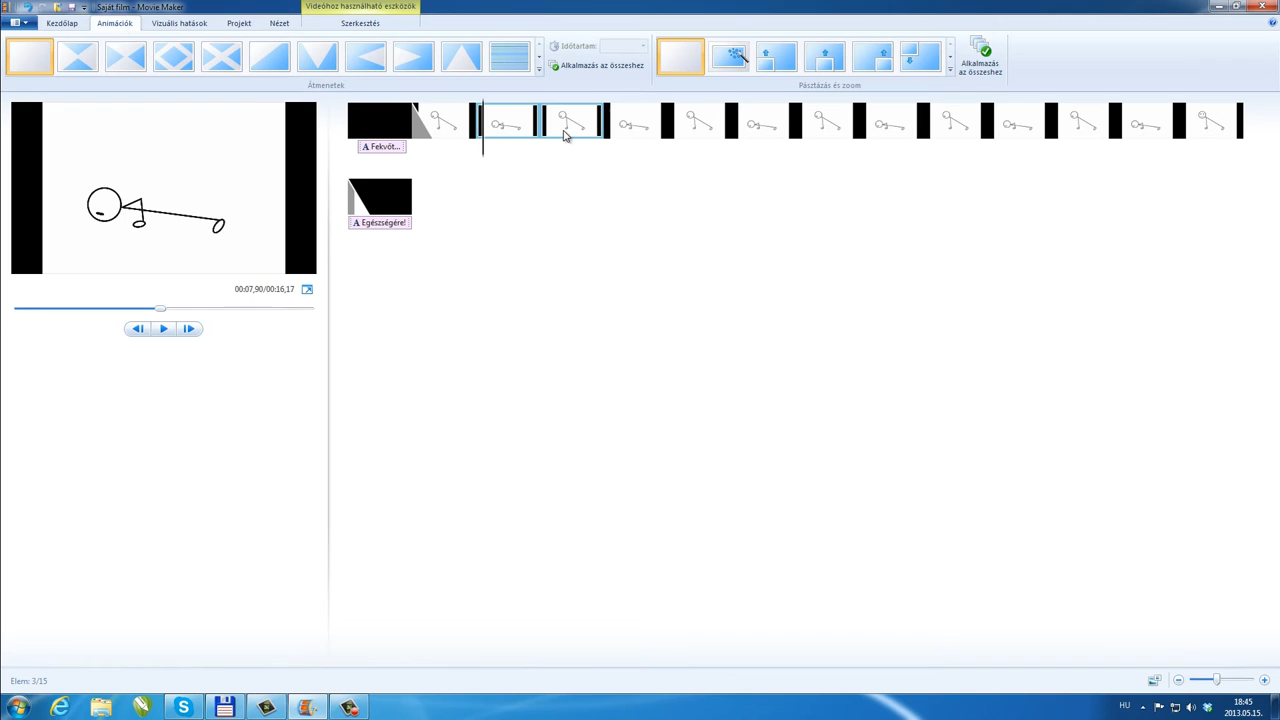 Saját film - Movie Maker
Videóhoz használható eszközök
Kezdőlap
Animációk
Vizuális hatások
Projekt
Nézet
Szerkesztés
Időtartam:
Alkalmazás az összeshez
Átmenetek
Alkalmazás
az összeshez
Pásztázás és zoom
A Fekvőt...
A Egészségére!
00:07,90/00:16,17
Elem: 3/15
HU
18:45
2013.05.15.